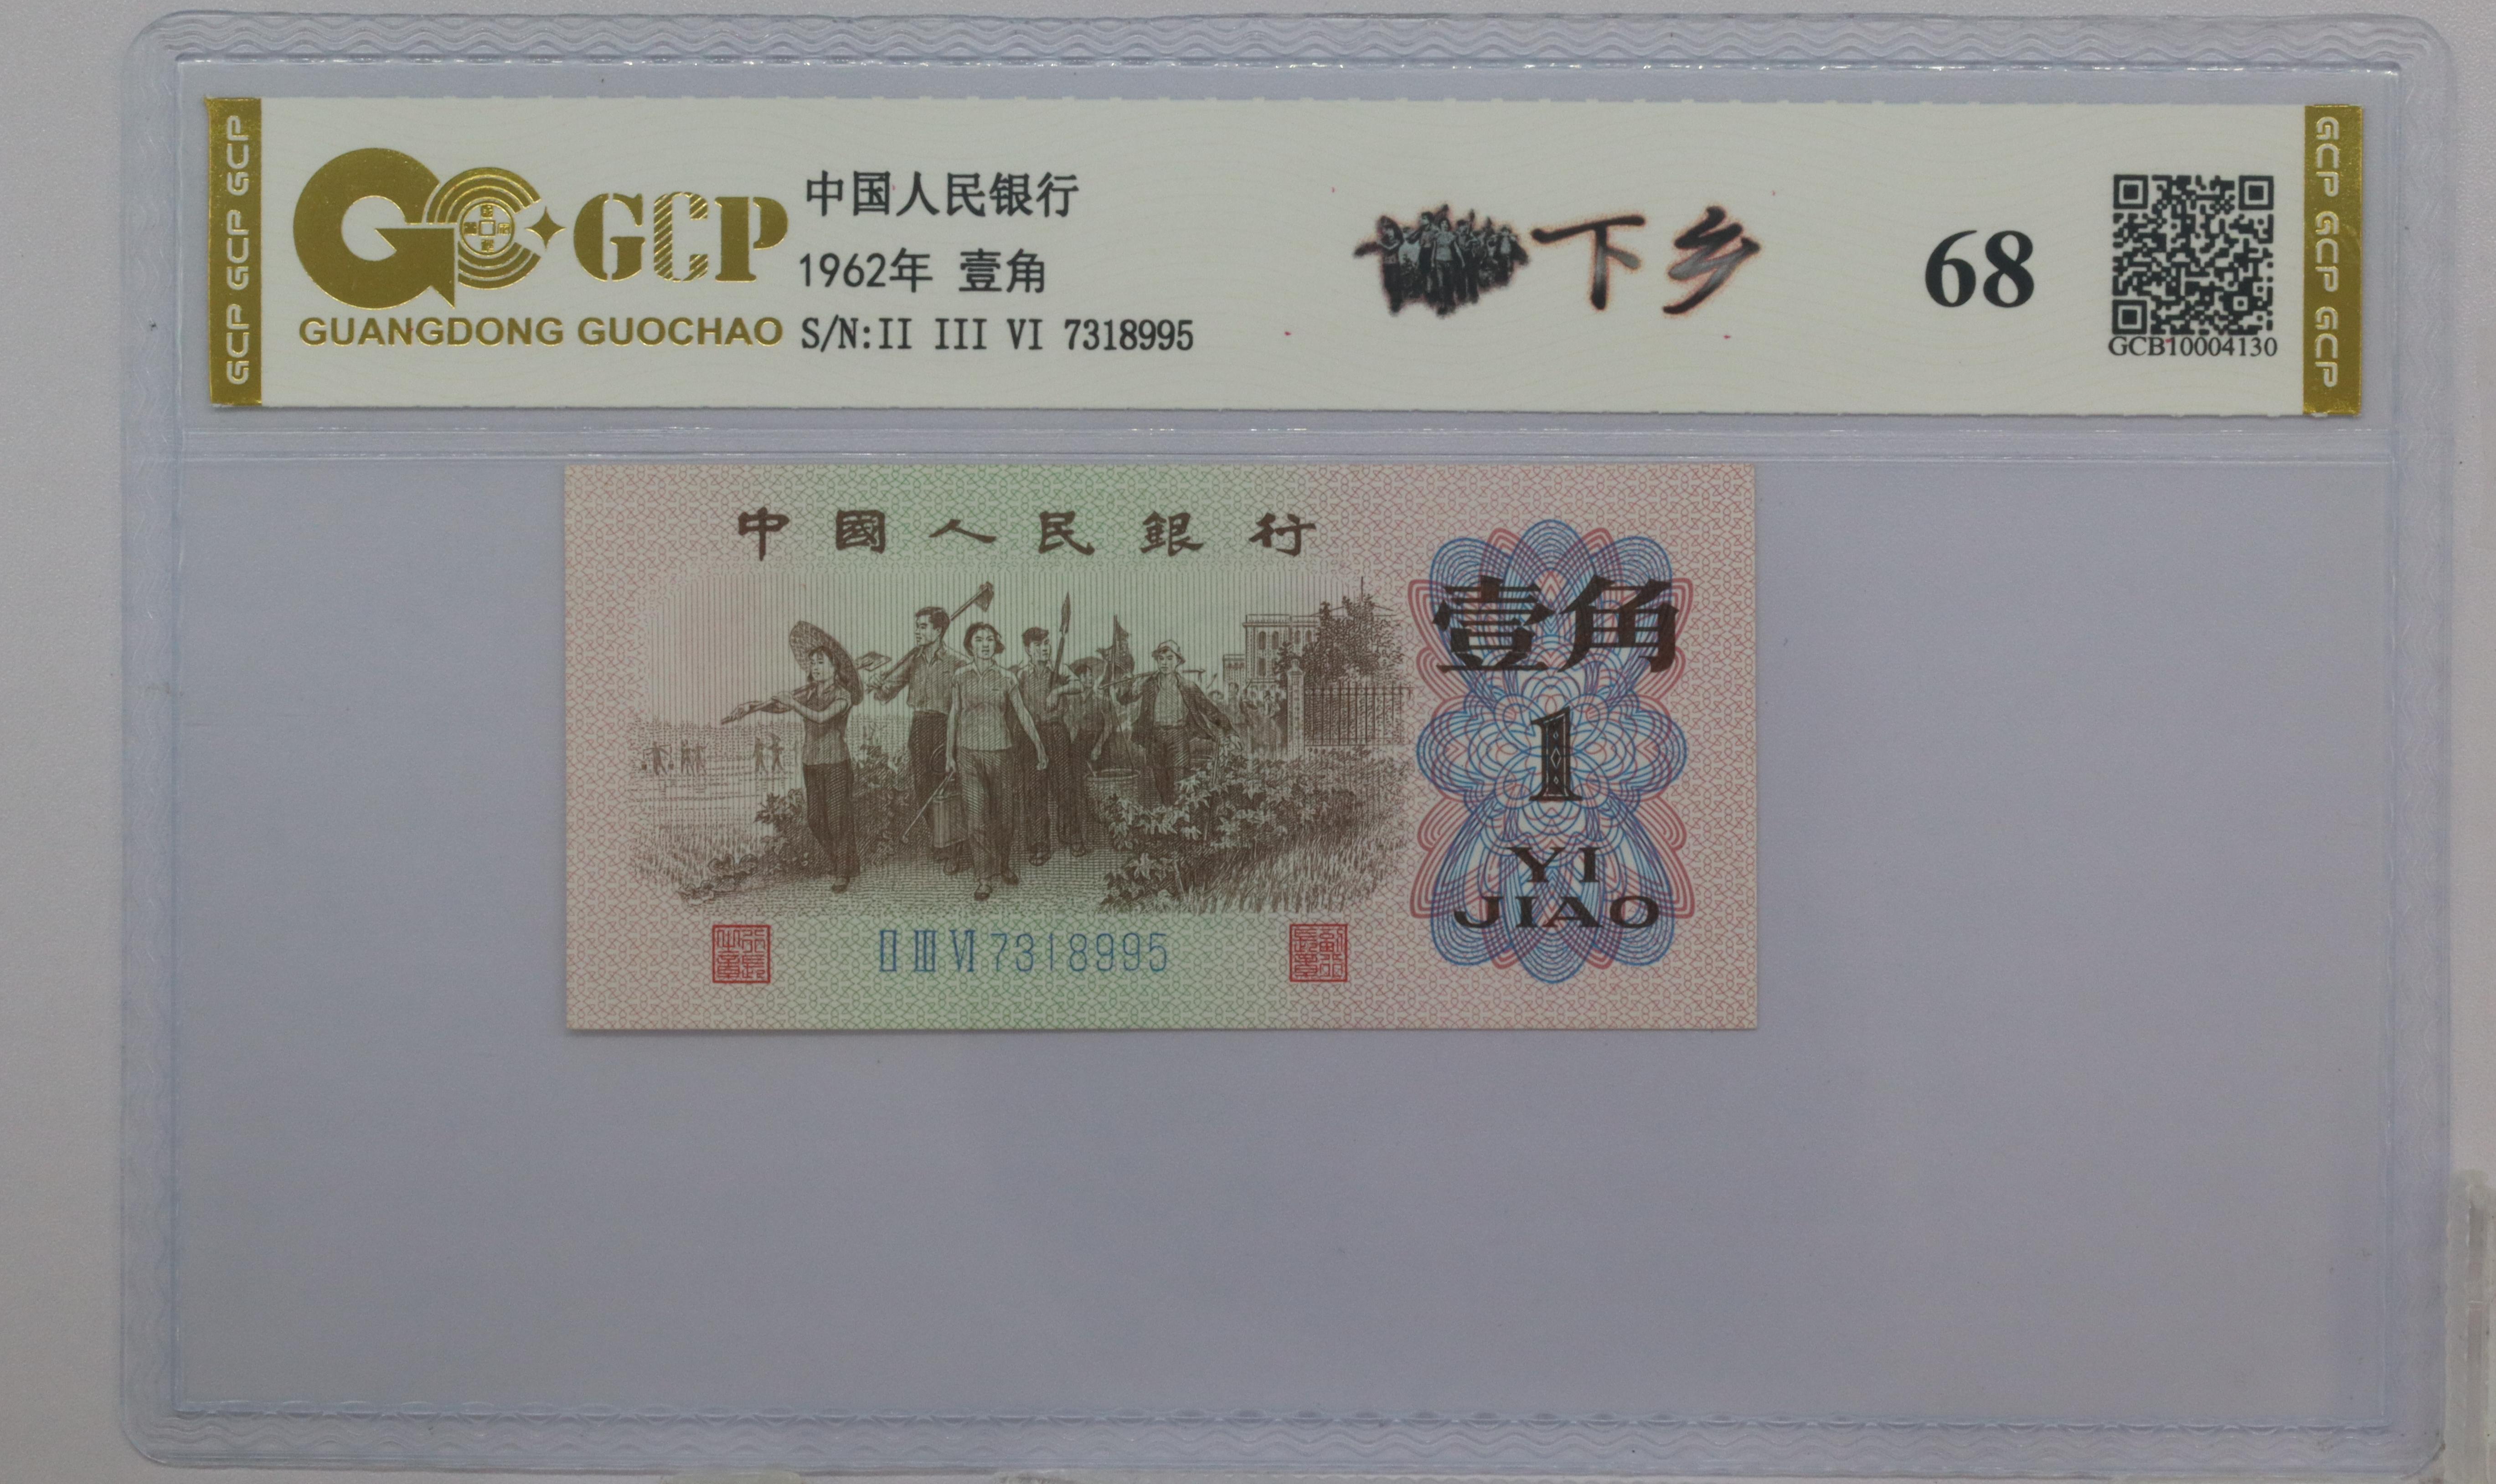 GCP GCP GCP
GCP
GUANGDONG GUOCHAO
中国人民银行
1962年 壹角
S/N:II III VI 7318995
下乡
68
GCB10004130
GCP GCP GCP
中國人民銀行
壹角
1
YI
JIAO
II III VI 7318995